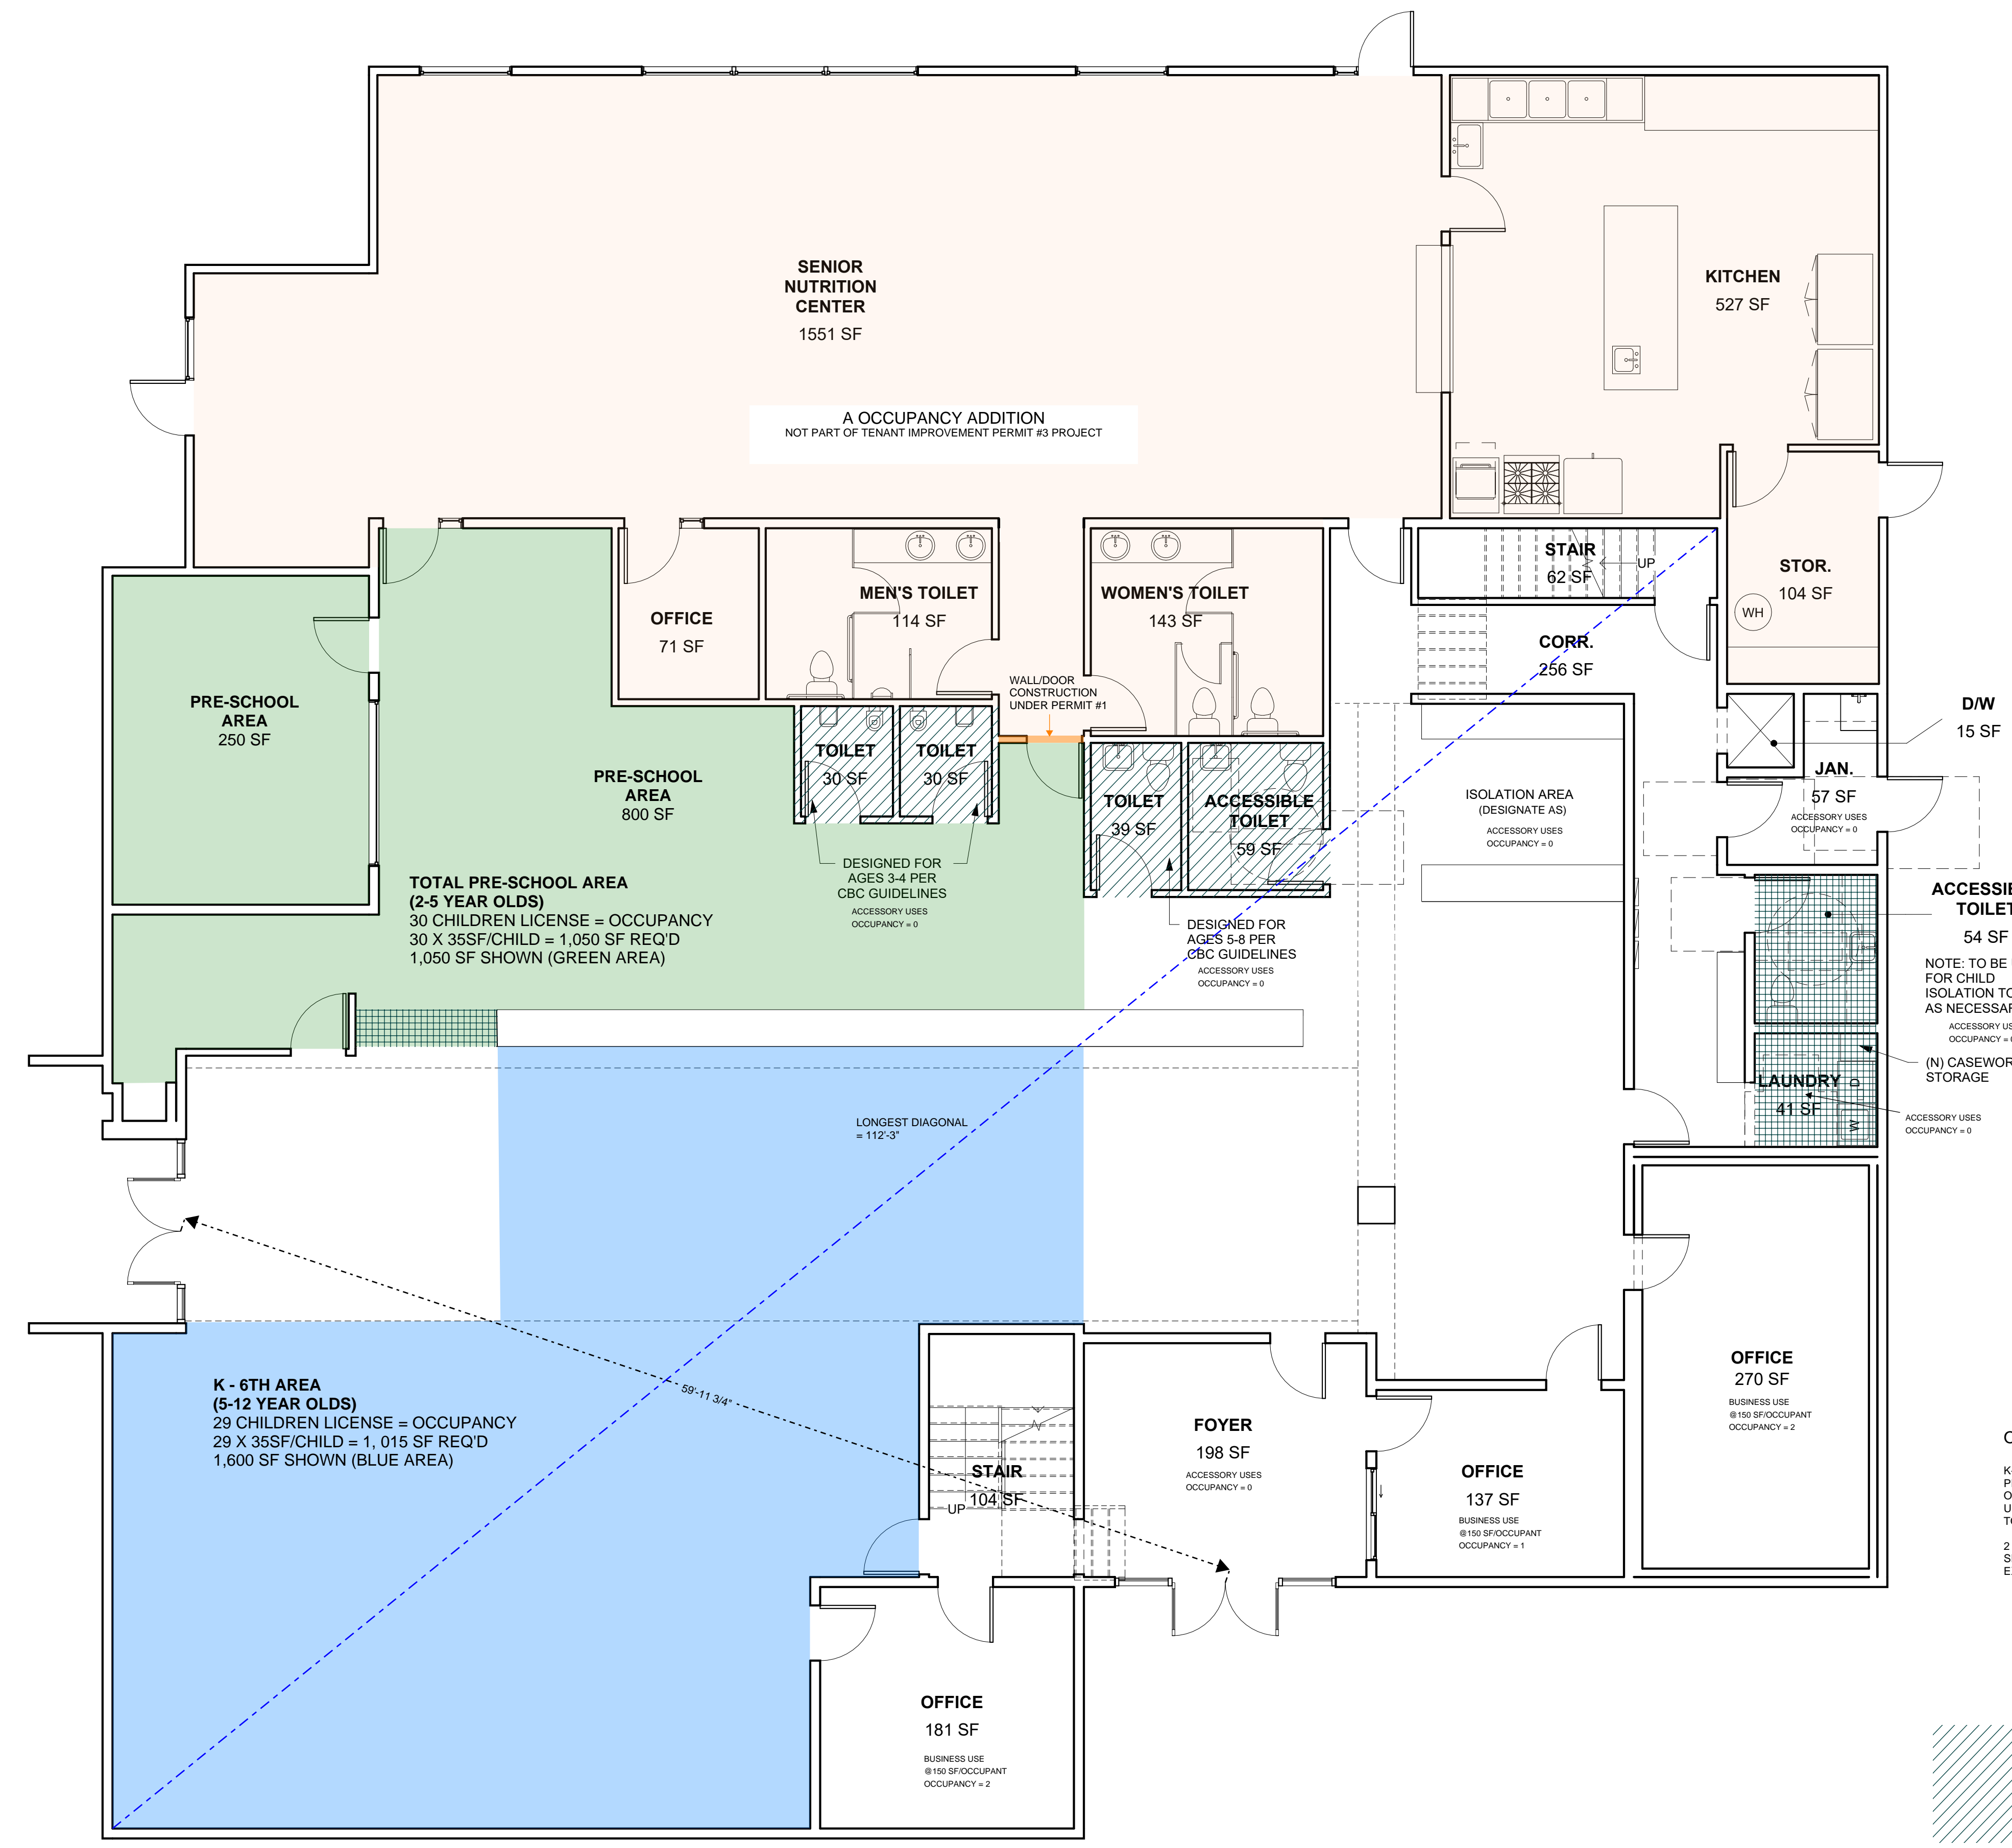 SENIOR
NUTRITION
CENTER
1551 SF
KITCHEN
527 SF
A OCCUPANCY ADDITION
NOT PART OF TENANT IMPROVEMENT PERMIT #3 PROJECT
STAIR
62 SF
UP
STOR.
104 SF
WH
MEN'S TOILET
114 SF
WOMEN'S TOILET
143 SF
OFFICE
71 SF
CORR.
256 SF
WALL/DOOR
CONSTRUCTION
UNDER PERMIT #1
PRE-SCHOOL
AREA
250 SF
D/W
15 SF
TOILET
30 SF
TOILET
30 SF
PRE-SCHOOL
AREA
800 SF
JAN.
57 SF
ACCESSORY USES
OCCUPANCY = 0
TOILET
39 SF
ACCESSIBLE
TOILET
59 SF
ISOLATION AREA
(DESIGNATE AS)
ACCESSORY USES
OCCUPANCY = 0
DESIGNED FOR
AGES 3-4 PER
CBC GUIDELINES
ACCESSORY USES
OCCUPANCY = 0
TOTAL PRE-SCHOOL AREA
(2-5 YEAR OLDS)
30 CHILDREN LICENSE = OCCUPANCY
30 X 35SF/CHILD = 1,050 SF REQ'D
1,050 SF SHOWN (GREEN AREA)
DESIGNED FOR
AGES 5-8 PER
CBC GUIDELINES
ACCESSORY USES
OCCUPANCY = 0
TOILET
54 SF
NOTE: TO BE
FOR CHILD
ISOLATION
AS
ACCESSORY
OCCUPANCY =
(N)
STORAGE
LAUNDRY
41 SF
D
W
ACCESSORY USES
OCCUPANCY = 0
LONGEST DIAGONAL
= 112'-3"
59'-11 3/4"
K - 6TH AREA
(5-12 YEAR OLDS)
29 CHILDREN LICENSE = OCCUPANCY
29 X 35SF/CHILD = 1, 015 SF REQ'D
1,600 SF SHOWN (BLUE AREA)
OFFICE
270 SF
BUSINESS USE
@150 SF/OCCUPANT
OCCUPANCY = 2
FOYER
198 SF
ACCESSORY USES
OCCUPANCY = 0
STAIR
104 SF
UP
OFFICE
137 SF
BUSINESS USE
@150 SF/OCCUPANT
OCCUPANCY = 1
OFFICE
181 SF
BUSINESS USE
@150 SF/OCCUPANT
OCCUPANCY = 2
2